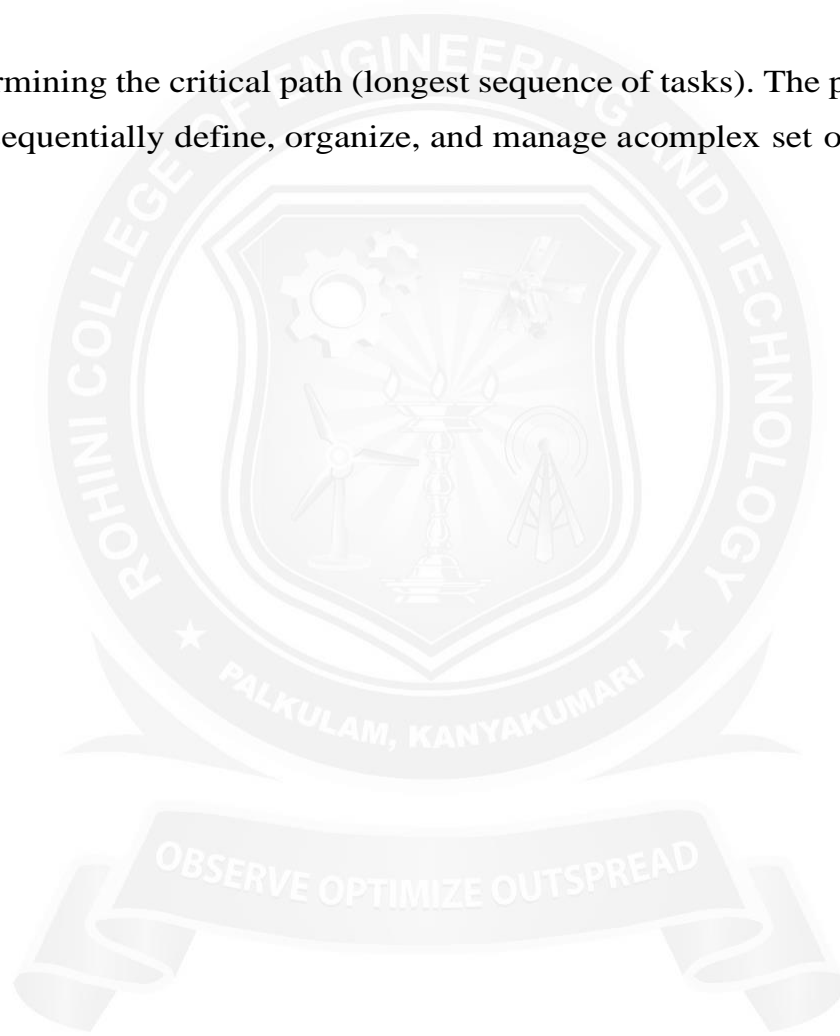 rmining the critical path (longest sequence of tasks). The p
equentially define, organize, and manage acomplex set o
ROHINI COLLEGE OF ENGINEERING AND TECHNOLOGY
PALKULAM, KANYAKUMARI
OBSERVE OPTIMIZE OUTSPREAD